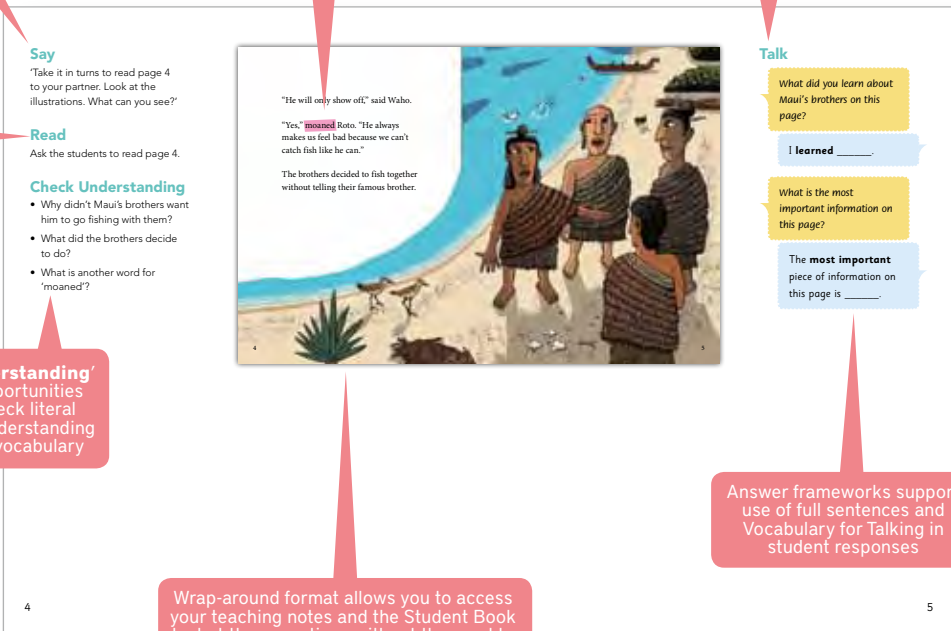 Say
‘Take it in turns to read page 4
to your partner. Look at the
illustrations. What can you see?’
Read
Ask the students to read page 4.
Check Understanding
• Why didn’t Maui’s brothers want
him to go fishing with them?
• What did the brothers decide
to do?
• What is another word for
‘moaned’?
“He will only show off,” said Waho.
“Yes,” moaned Roto. “He always
makes us feel bad because we can’t
catch fish like he can.”
The brothers decided to fish together
without telling their famous brother.
4
5
Talk
What did you learn about
Maui’s brothers on this
page?
I learned ______.
What is the most
important information on
this page?
The most important
piece of information on
this page is ______.
rstanding’
portunities
eck literal
derstanding
vocabulary
Answer frameworks suppor
use of full sentences and
Vocabulary for Talking in
student responses
Wrap-around format allows you to access
your teaching notes and the Student Book
4
5